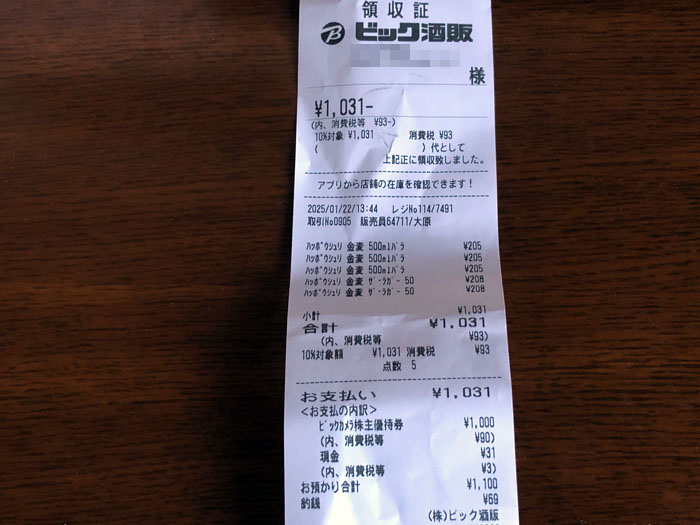 領収証
ビック酒販
様
¥1,031-
(内、消費税等 ¥93-)
10%対象 ¥1,031 消費税 ¥93
( )代として
上記正に領収致しました。
アプリから店舗の在庫を確認できます！
2025/01/22/13:44 レジNo114/7491
取引No0905 販売員64711/大原
ﾊｯﾎﾟｳｼｭﾘ 金麦 500mlﾊﾞﾗ ¥205
ﾊｯﾎﾟｳｼｭﾘ 金麦 500mlﾊﾞﾗ ¥205
ﾊｯﾎﾟｳｼｭﾘ 金麦 500mlﾊﾞﾗ ¥205
ﾊｯﾎﾟｳｼｭﾘ 金麦 ｻﾞ･ﾗｶﾞｰ 50 ¥208
ﾊｯﾎﾟｳｼｭﾘ 金麦 ｻﾞ･ﾗｶﾞｰ 50 ¥208
小計 ¥1,031
合計 ¥1,031
(内、消費税等 ¥93)
10%対象額 ¥1,031 消費税 ¥93
点数 5
お支払い ¥1,031
<お支払の内訳>
ﾋﾞｯｸｶﾒﾗ株主優待券 ¥1,000
(内、消費税等 ¥90)
現金 ¥31
(内、消費税等 ¥3)
お預かり合計 ¥1,100
釣銭 ¥69
(株)ビック酒販